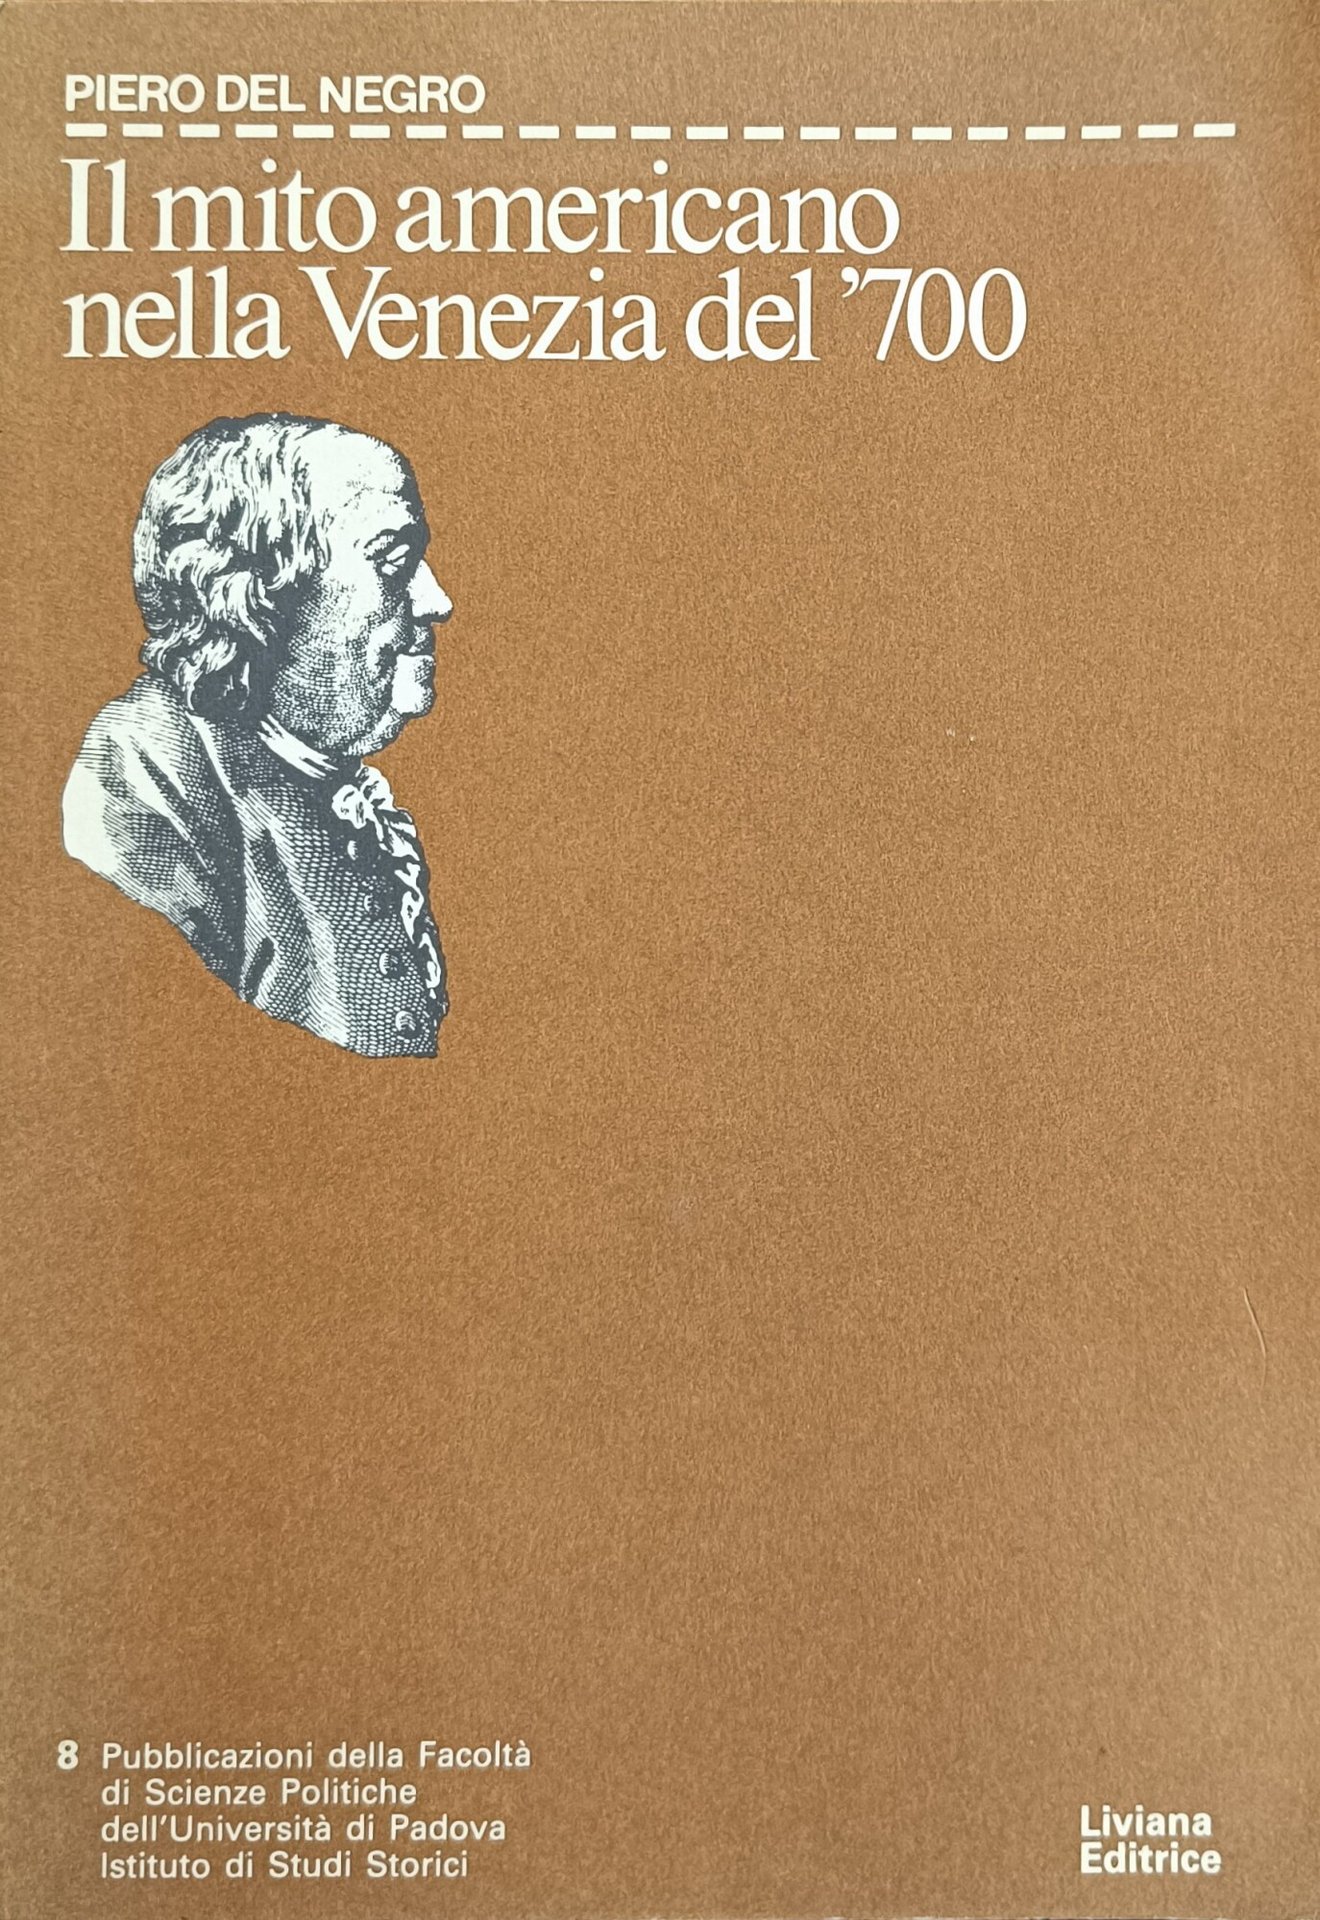 PIERO DEL NEGRO
Il mito americano
nella Venezia del '700
8 Pubblicazioni della Facoltà
di Scienze Politiche
dell'Università di Padova
Istituto di Studi Storici
Liviana
Editrice